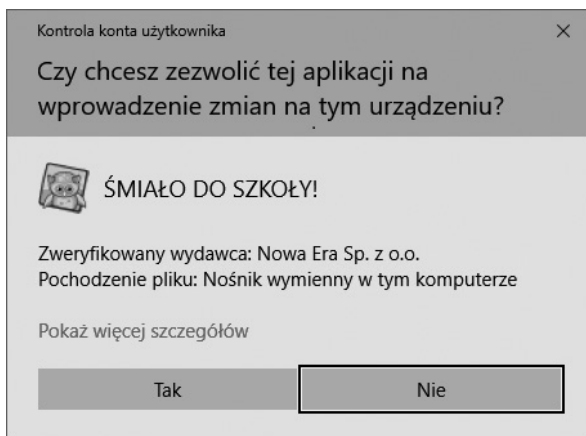 Kontrola konta użytkownika
Czy chcesz zezwolić tej aplikacji na
wprowadzenie zmian na tym urządzeniu?
ŚMIAŁO DO SZKOŁY!
Zweryfikowany wydawca: Nowa Era Sp. z o.o.
Pochodzenie pliku: Nośnik wymienny w tym komputerze
Pokaż więcej szczegółów
Tak
Nie